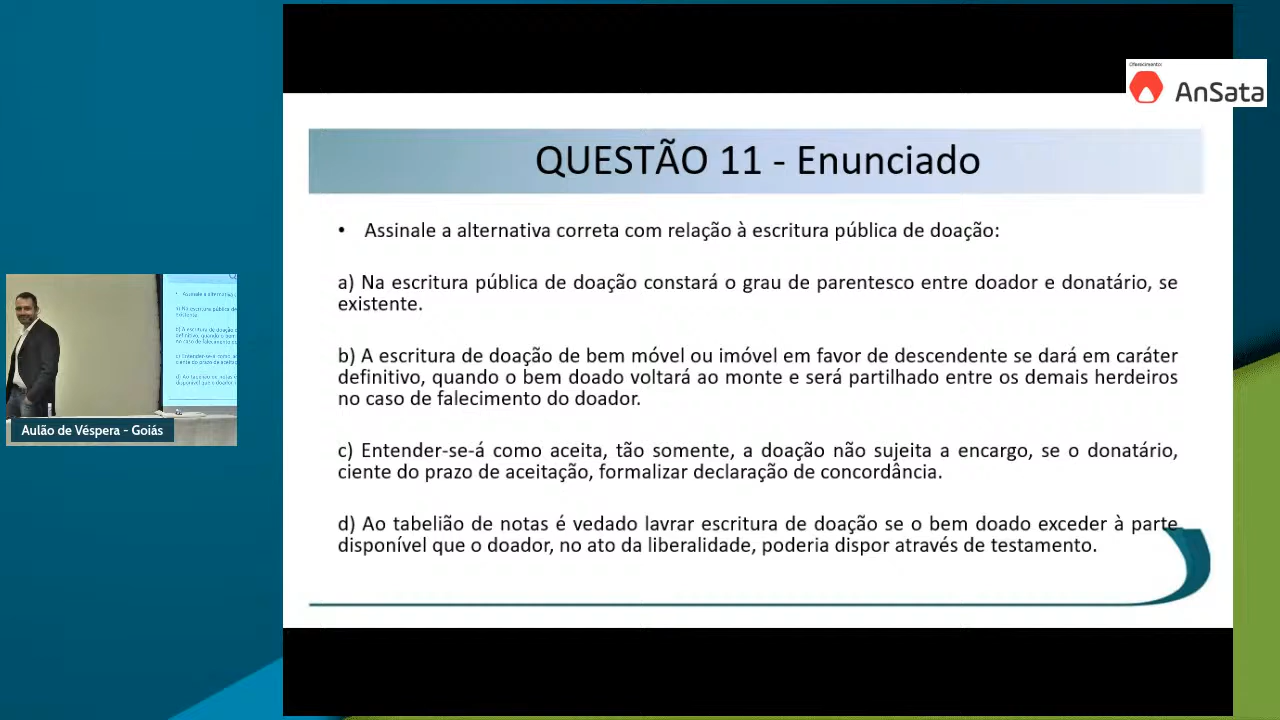 Oferecimento:
AnSata
QUESTÃO 11 - Enunciado
• Assinale a alternativa correta com relação à escritura pública de doação:
a) Na escritura pública de doação constará o grau de parentesco entre doador e donatário, se
existente.
b) A escritura de doação de bem móvel ou imóvel em favor de descendente se dará em caráter
definitivo, quando o bem doado voltará ao monte e será partilhado entre os demais herdeiros
no caso de falecimento do doador.
c) Entender-se-á como aceita, tão somente, a doação não sujeita a encargo, se o donatário,
ciente do prazo de aceitação, formalizar declaração de concordância.
d) Ao tabelião de notas é vedado lavrar escritura de doação se o bem doado exceder à parte
disponível que o doador, no ato da liberalidade, poderia dispor através de testamento.
Aulão de Véspera - Goiás